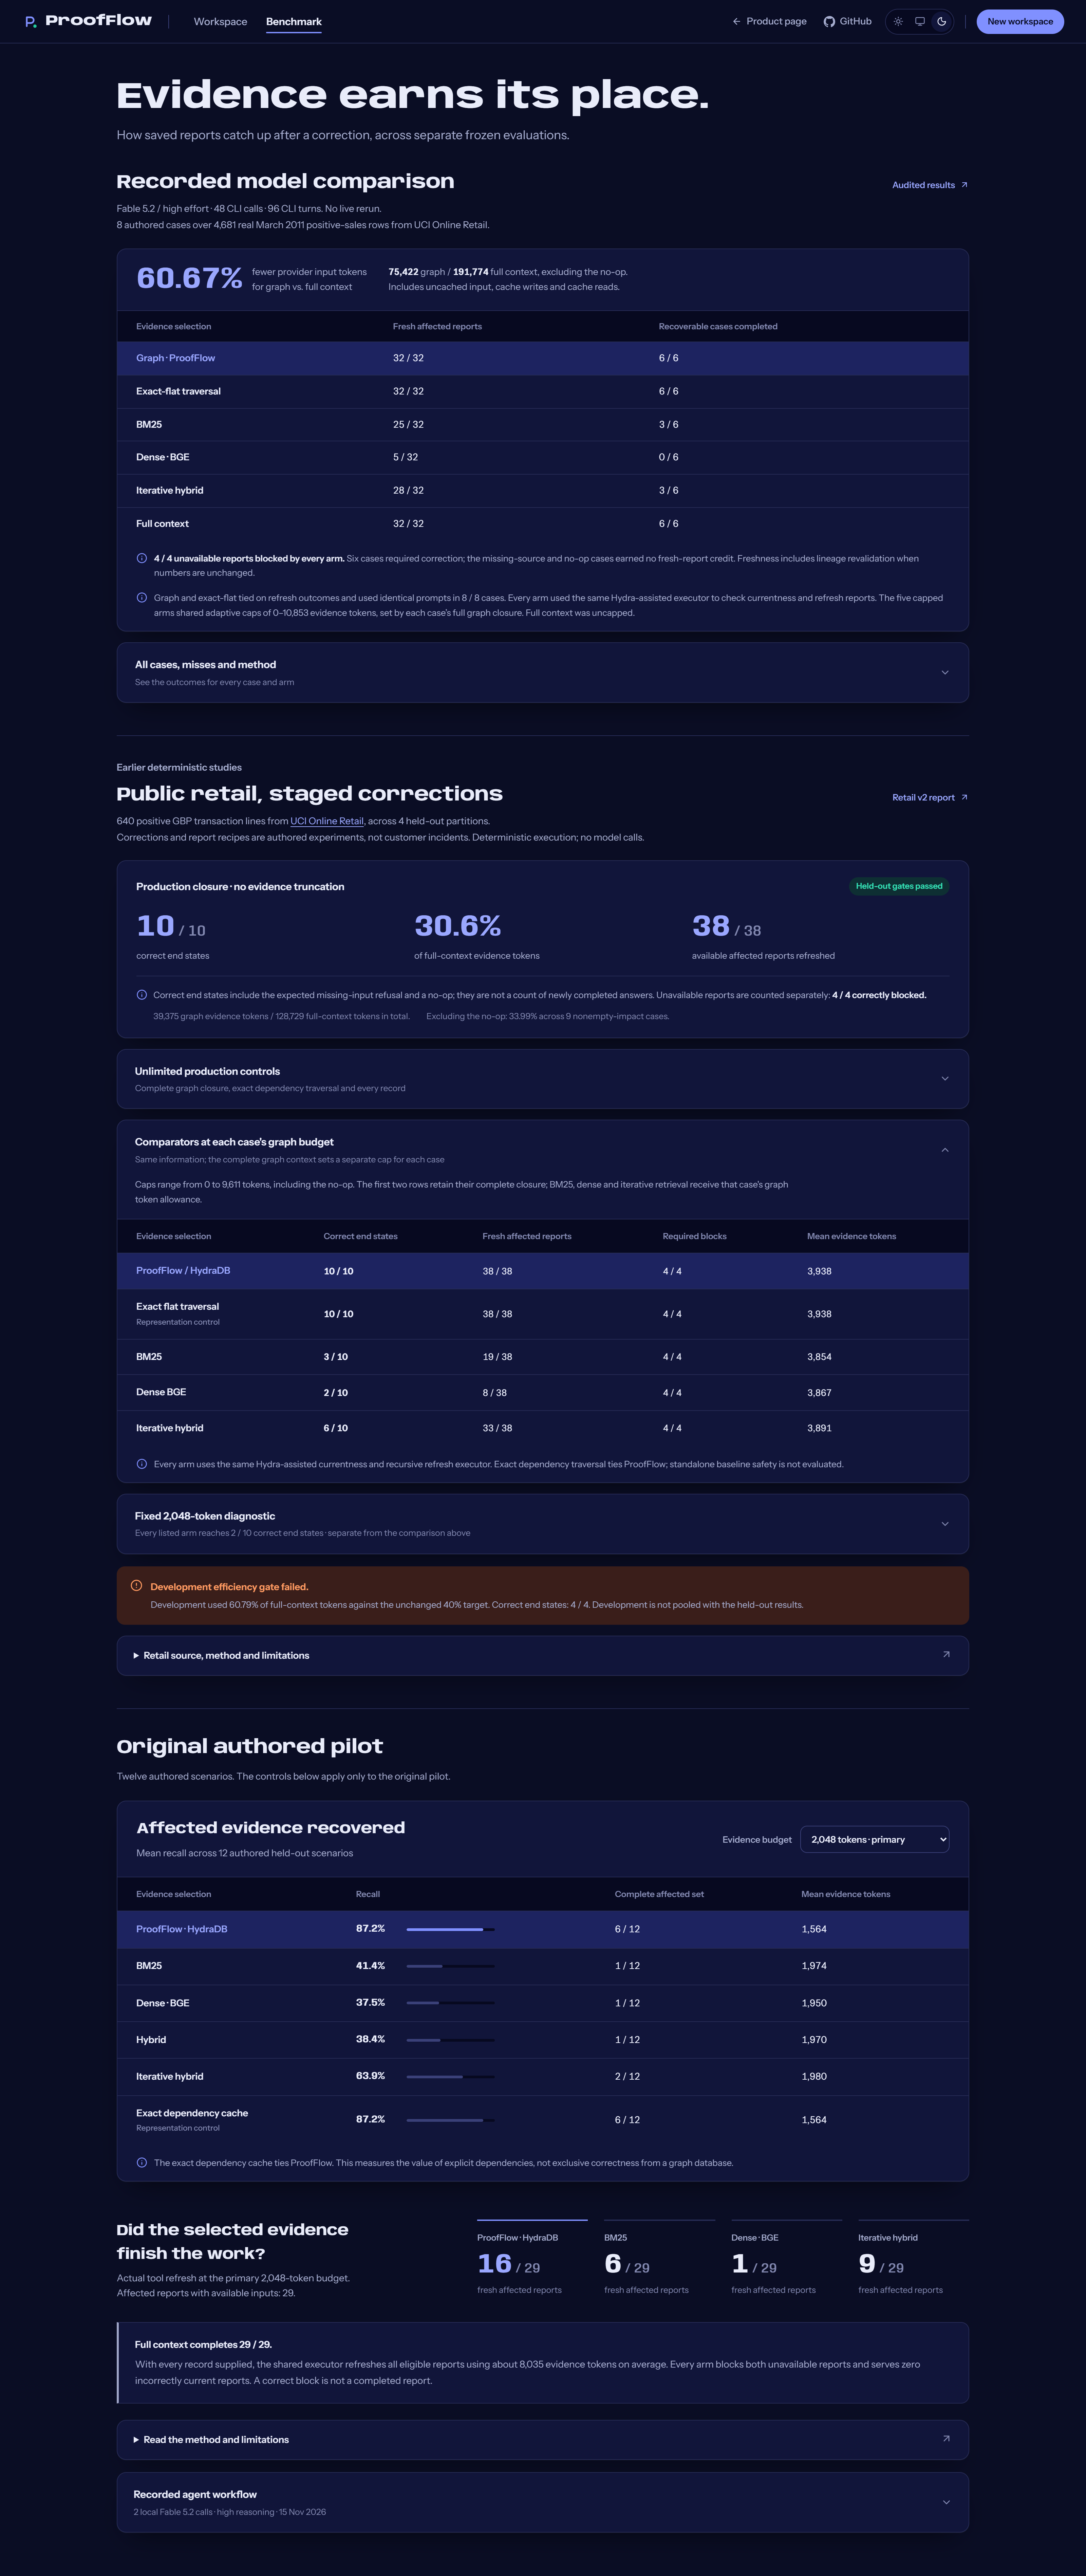 P. ProofFlow
Workspace
Benchmark
Product page
GitHub
New workspace
Evidence earns its place.
How saved reports catch up after a correction, across separate frozen evaluations.
Recorded model comparison
Audited results
Fable 5.2 / high effort · 48 CLI calls · 96 CLI turns. No live rerun.
8 authored cases over 4,681 real March 2011 positive-sales rows from UCI Online Retail.
60.67%
fewer provider input tokens
for graph vs. full context
75,422 graph / 191,774 full context, excluding the no-op.
Includes uncached input, cache writes and cache reads.
Evidence selection Fresh affected reports Recoverable cases completed
Graph · ProofFlow 32 / 32 6 / 6
Exact-flat traversal 32 / 32 6 / 6
BM25 25 / 32 3 / 6
Dense · BGE 5 / 32 0 / 6
Iterative hybrid 28 / 32 3 / 6
Full context 32 / 32 6 / 6
4 / 4 unavailable reports blocked by every arm. Six cases required correction; the missing-source and no-op cases earned no fresh-report credit. Freshness includes lineage revalidation when
numbers are unchanged.
Graph and exact-flat tied on refresh outcomes and used identical prompts in 8 / 8 cases. Every arm used the same Hydra-assisted executor to check currentness and refresh reports. The five capped
arms shared adaptive caps of 0–10,853 evidence tokens, set by each case's full graph closure. Full context was uncapped.
All cases, misses and method
See the outcomes for every case and arm
Earlier deterministic studies
Public retail, staged corrections
Retail v2 report
640 positive GBP transaction lines from UCI Online Retail, across 4 held-out partitions.
Corrections and report recipes are authored experiments, not customer incidents. Deterministic execution; no model calls.
Production closure · no evidence truncation
Held-out gates passed
10 / 10 30.6% 38 / 38
correct end states of full-context evidence tokens available affected reports refreshed
Correct end states include the expected missing-input refusal and a no-op; they are not a count of newly completed answers. Unavailable reports are counted separately: 4 / 4 correctly blocked.
39,375 graph evidence tokens / 128,729 full-context tokens in total. Excluding the no-op: 33.99% across 9 nonempty-impact cases.
Unlimited production controls
Complete graph closure, exact dependency traversal and every record
Comparators at each case's graph budget
Same information; the complete graph context sets a separate cap for each case
Caps range from 0 to 9,611 tokens, including the no-op. The first two rows retain their complete closure; BM25, dense and iterative retrieval receive that case's graph
token allowance.
Evidence selection Correct end states Fresh affected reports Required blocks Mean evidence tokens
ProofFlow / HydraDB 10 / 10 38 / 38 4 / 4 3,938
Exact flat traversal 10 / 10 38 / 38 4 / 4 3,938
Representation control
BM25 3 / 10 19 / 38 4 / 4 3,854
Dense BGE 2 / 10 8 / 38 4 / 4 3,867
Iterative hybrid 6 / 10 33 / 38 4 / 4 3,891
Every arm uses the same Hydra-assisted currentness and recursive refresh executor. Exact dependency traversal ties ProofFlow; standalone baseline safety is not evaluated.
Fixed 2,048-token diagnostic
Every listed arm reaches 2 / 10 correct end states · separate from the comparison above
Development efficiency gate failed.
Development used 60.79% of full-context tokens against the unchanged 40% target. Correct end states: 4 / 4. Development is not pooled with the held-out results.
Retail source, method and limitations
Original authored pilot
Twelve authored scenarios. The controls below apply only to the original pilot.
Affected evidence recovered
Mean recall across 12 authored held-out scenarios
Evidence budget 2,048 tokens · primary
Evidence selection Recall Complete affected set Mean evidence tokens
ProofFlow · HydraDB 87.2% 6 / 12 1,564
BM25 41.4% 1 / 12 1,974
Dense · BGE 37.5% 1 / 12 1,950
Hybrid 38.4% 1 / 12 1,970
Iterative hybrid 63.9% 2 / 12 1,980
Exact dependency cache 87.2% 6 / 12 1,564
Representation control
The exact dependency cache ties ProofFlow. This measures the value of explicit dependencies, not exclusive correctness from a graph database.
Did the selected evidence
finish the work?
Actual tool refresh at the primary 2,048-token budget.
Affected reports with available inputs: 29.
ProofFlow · HydraDB BM25 Dense · BGE Iterative hybrid
16 / 29 6 / 29 1 / 29 9 / 29
fresh affected reports fresh affected reports fresh affected reports fresh affected reports
Full context completes 29 / 29.
With every record supplied, the shared executor refreshes all eligible reports using about 8,035 evidence tokens on average. Every arm blocks both unavailable reports and serves zero
incorrectly current reports. A correct block is not a completed report.
Read the method and limitations
Recorded agent workflow
2 local Fable 5.2 calls · high reasoning · 15 Nov 2026